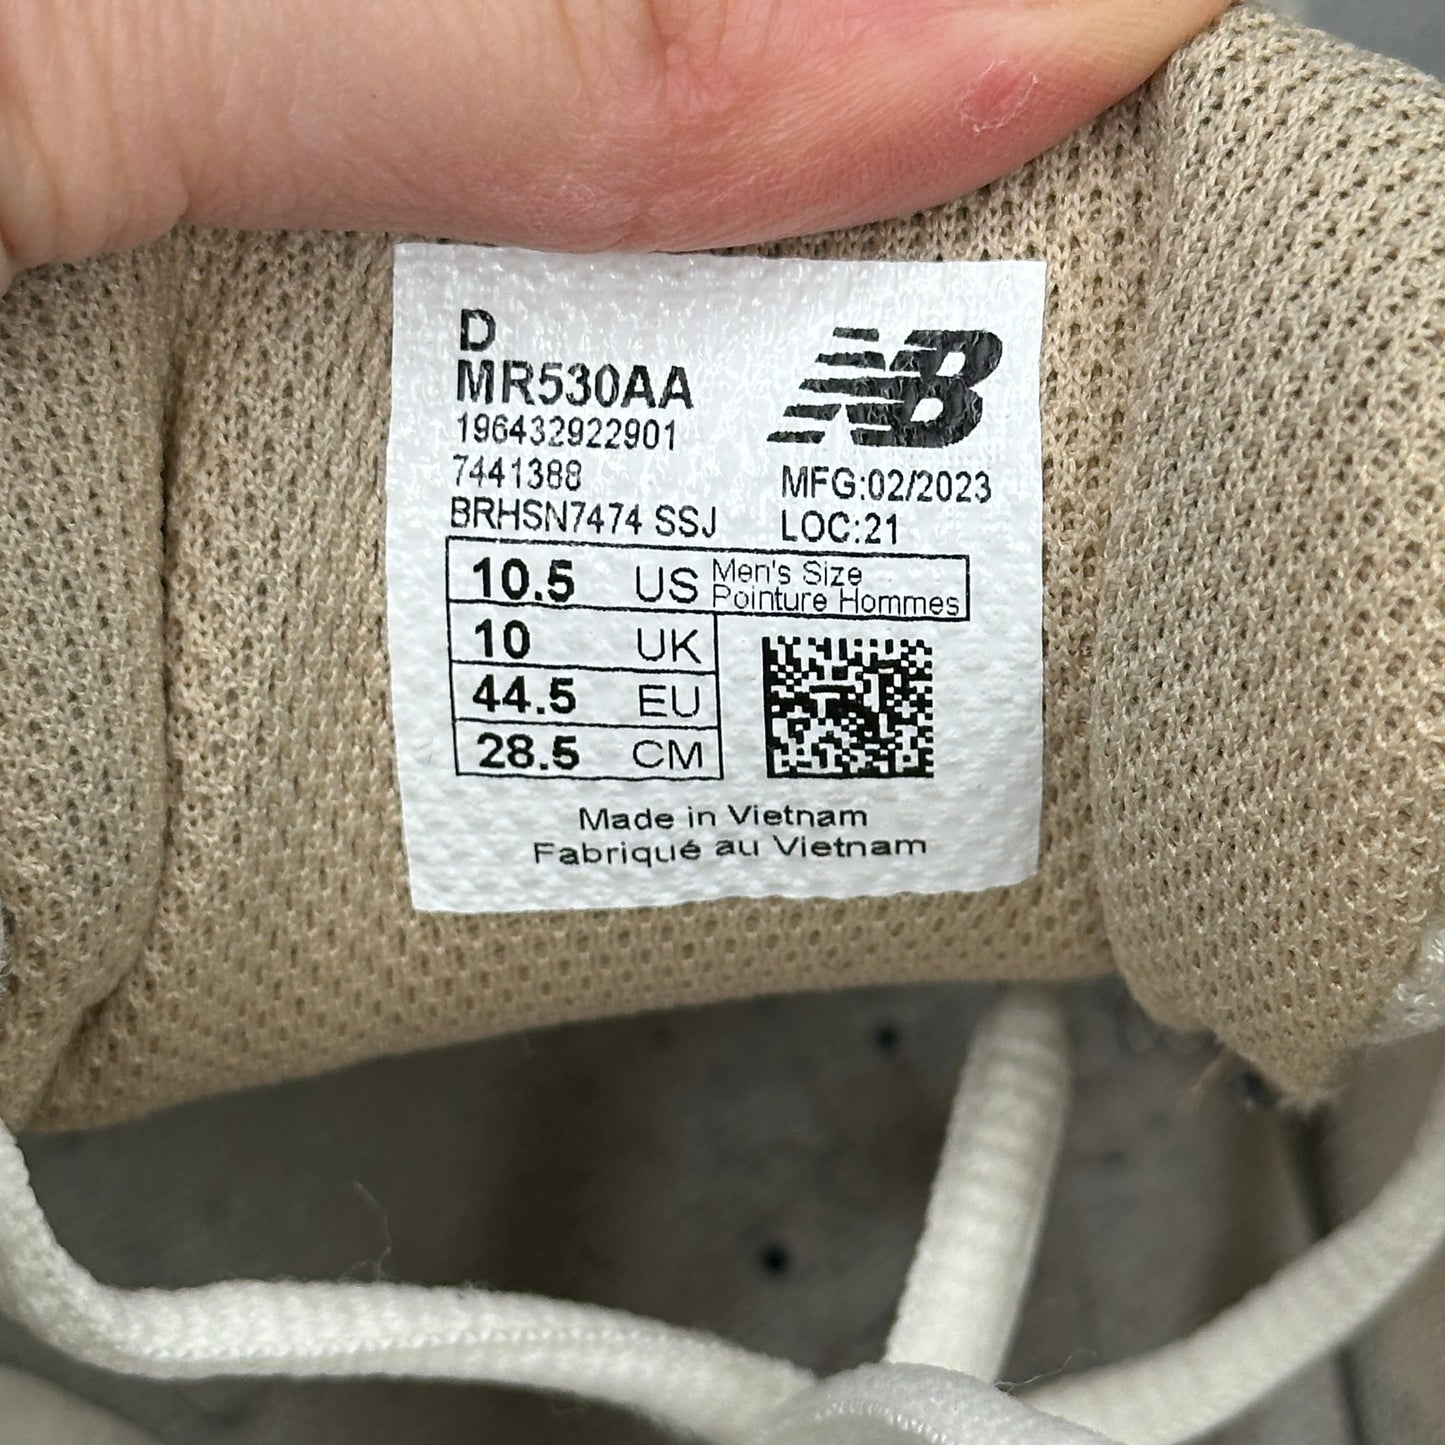 D
MR530AA
196432922901
7441388
BRHSN7474 SSJ
NB
MFG:02/2023
LOC:21
10.5 US Men's Size
Pointure Hommes
10 UK
44.5 EU
28.5 CM
Made in Vietnam
Fabriqué au Vietnam